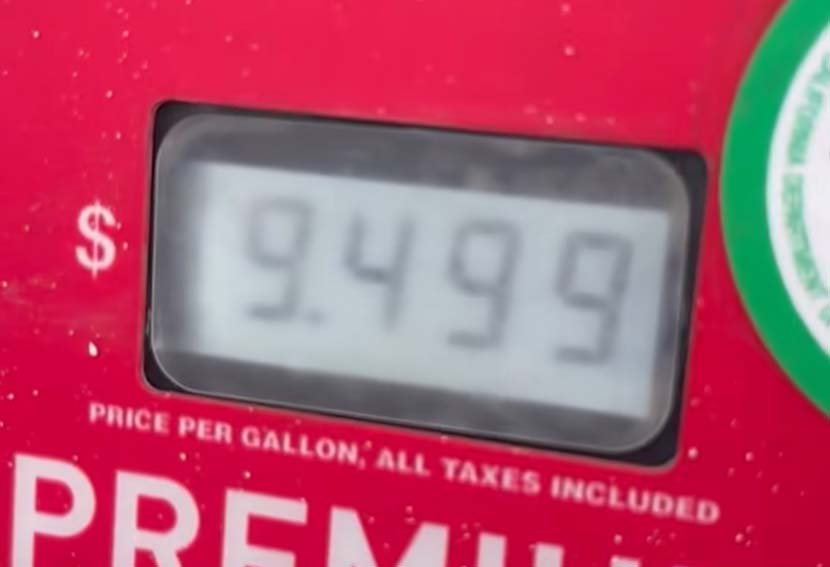 $ 9.499
PRICE PER GALLON, ALL TAXES INCLUDED